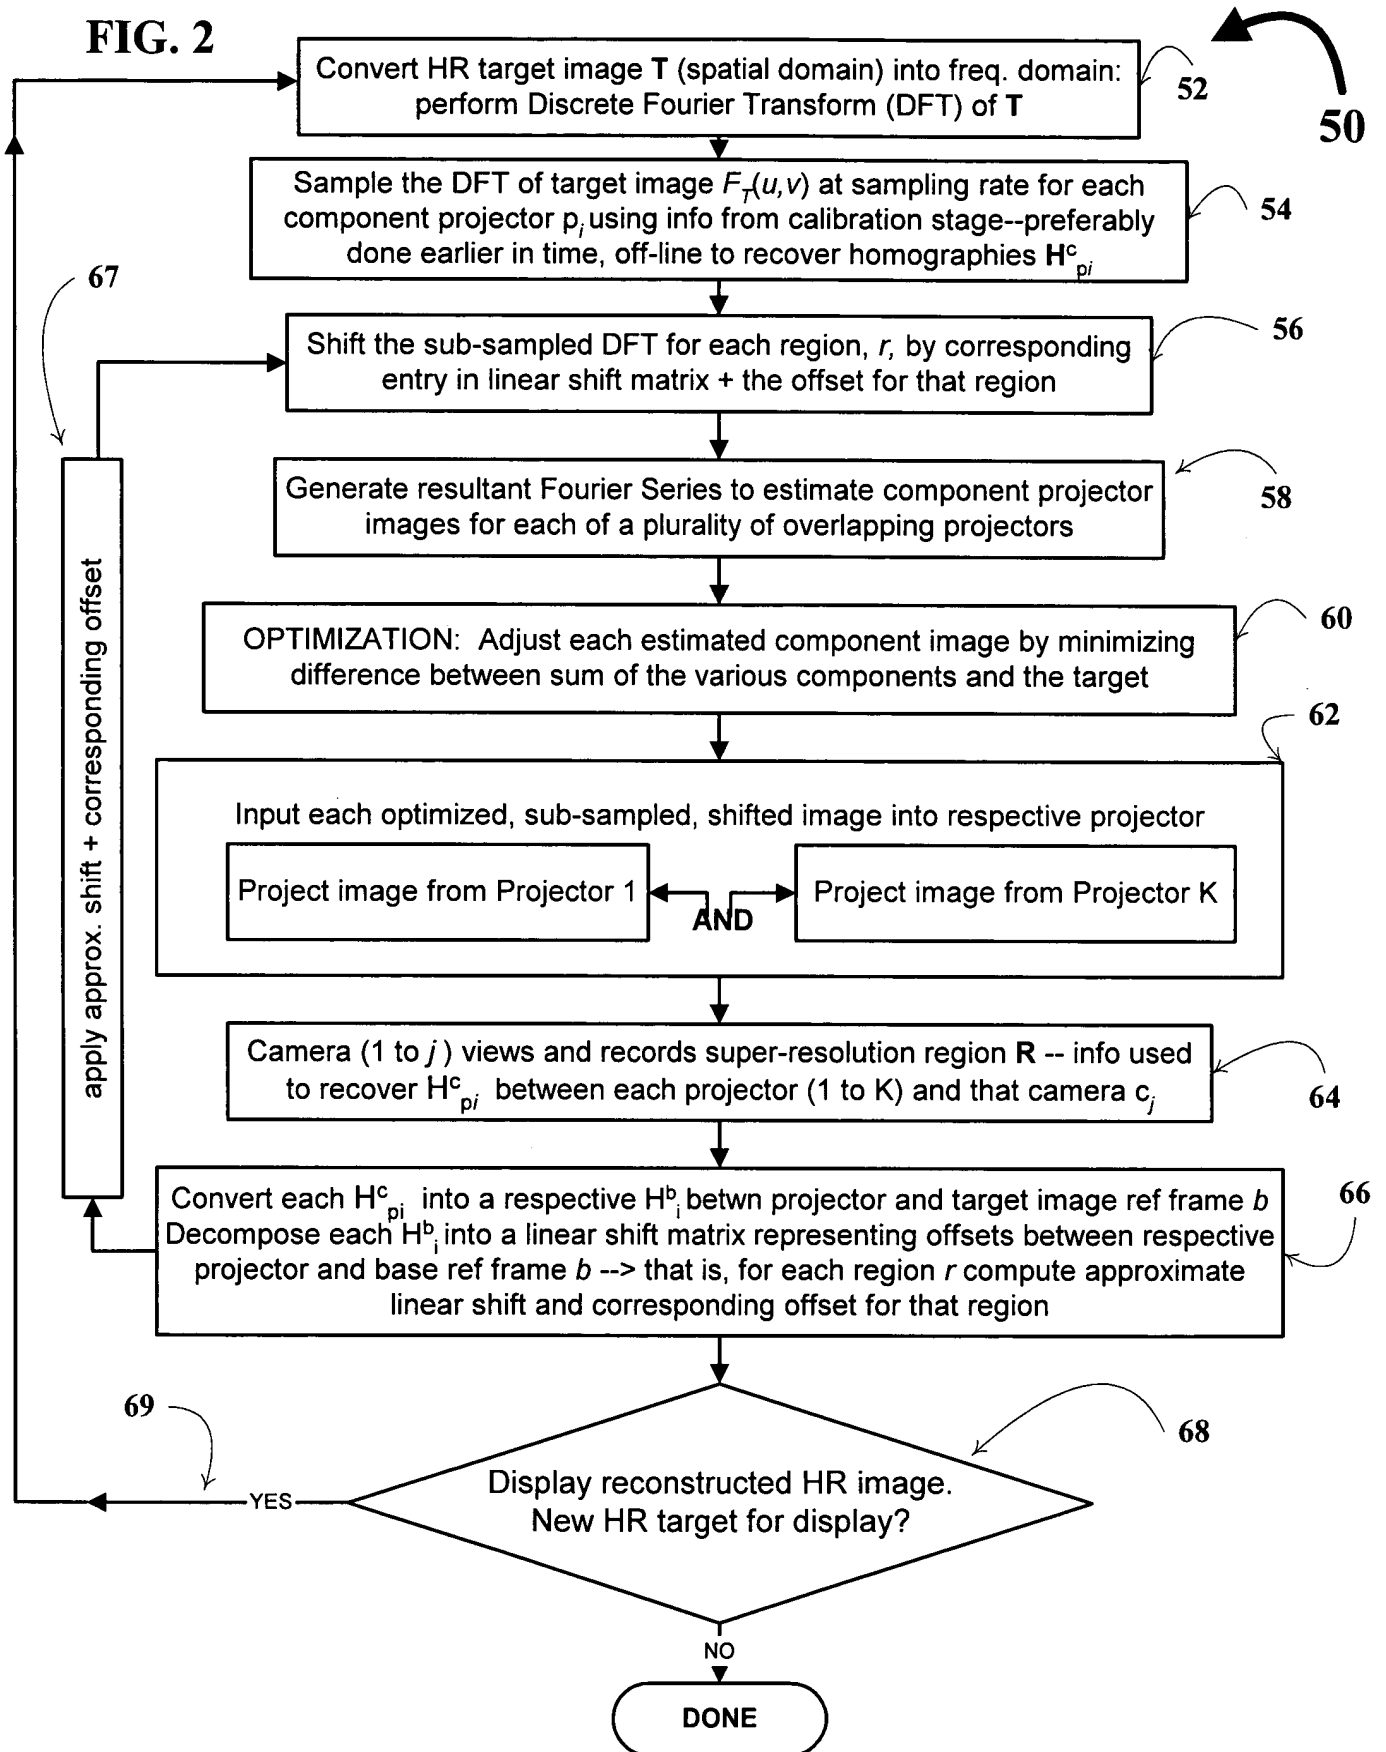 FIG. 2
50
Convert HR target image T (spatial domain) into freq. domain:
perform Discrete Fourier Transform (DFT) of T
52
Sample the DFT of target image F_T(u,v) at sampling rate for each
component projector p_i using info from calibration stage--preferably
done earlier in time, off-line to recover homographies H^c_pi
54
67
Shift the sub-sampled DFT for each region, r, by corresponding
entry in linear shift matrix + the offset for that region
56
Generate resultant Fourier Series to estimate component projector
images for each of a plurality of overlapping projectors
58
apply approx. shift + corresponding offset
OPTIMIZATION: Adjust each estimated component image by minimizing
difference between sum of the various components and the target
60
62
Input each optimized, sub-sampled, shifted image into respective projector
Project image from Projector 1
AND
Project image from Projector K
Camera (1 to j ) views and records super-resolution region R -- info used
to recover H^c_pi between each projector (1 to K) and that camera c_j
64
Convert each H^c_pi into a respective H^b_i betwn projector and target image ref frame b
Decompose each H^b_i into a linear shift matrix representing offsets between respective
projector and base ref frame b --> that is, for each region r compute approximate
linear shift and corresponding offset for that region
66
69
68
YES
Display reconstructed HR image.
New HR target for display?
NO
DONE